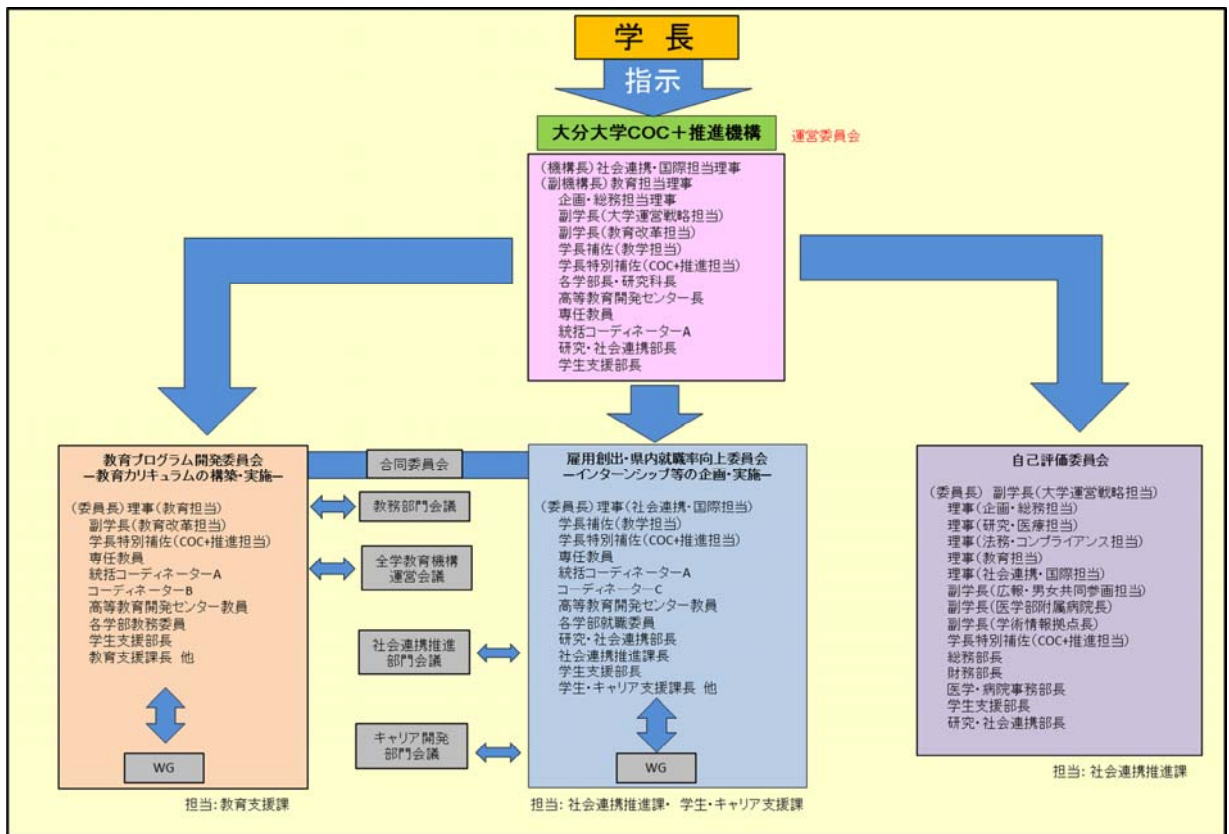 学 長
指示
大分大学COC＋推進機構
運営委員会
(機構長)社会連携・国際担当理事
(副機構長)教育担当理事
企画・総務担当理事
副学長(大学運営戦略担当)
副学長(教育改革担当)
学長補佐(教学担当)
学長特別補佐(COC+推進担当)
各学部長・研究科長
高等教育開発センター長
専任教員
統括コーディネーターA
研究・社会連携部長
学生支援部長
教育プログラム開発委員会
ー教育カリキュラムの構築・実施ー
(委員長)理事(教育担当)
副学長(教育改革担当)
学長特別補佐(COC+推進担当)
専任教員
統括コーディネーターA
コーディネーターB
高等教育開発センター教員
各学部教務委員
学生支援部長
教育支援課長 他
WG
担当:教育支援課
合同委員会
教務部門会議
全学教育機構
運営会議
社会連携推進
部門会議
キャリア開発
部門会議
雇用創出・県内就職率向上委員会
ーインターンシップ等の企画・実施ー
(委員長)理事(社会連携・国際担当)
学長補佐(教学担当)
学長特別補佐(COC+推進担当)
専任教員
統括コーディネーターA
コーディネーターC
高等教育開発センター教員
各学部就職委員
研究・社会連携部長
社会連携推進課長
学生支援部長
学生・キャリア支援課長 他
WG
担当:社会連携推進課・ 学生・キャリア支援課
自己評価委員会
(委員長) 副学長(大学運営戦略担当)
理事(企画・総務担当)
理事(研究・医療担当)
理事(法務・コンプライアンス担当)
理事(教育担当)
理事(社会連携・国際担当)
副学長(広報・男女共同参画担当)
副学長(医学部附属病院長)
副学長(学術情報拠点長)
学長特別補佐(COC+推進担当)
総務部長
財務部長
医学・病院事務部長
学生支援部長
研究・社会連携部長
担当:社会連携推進課